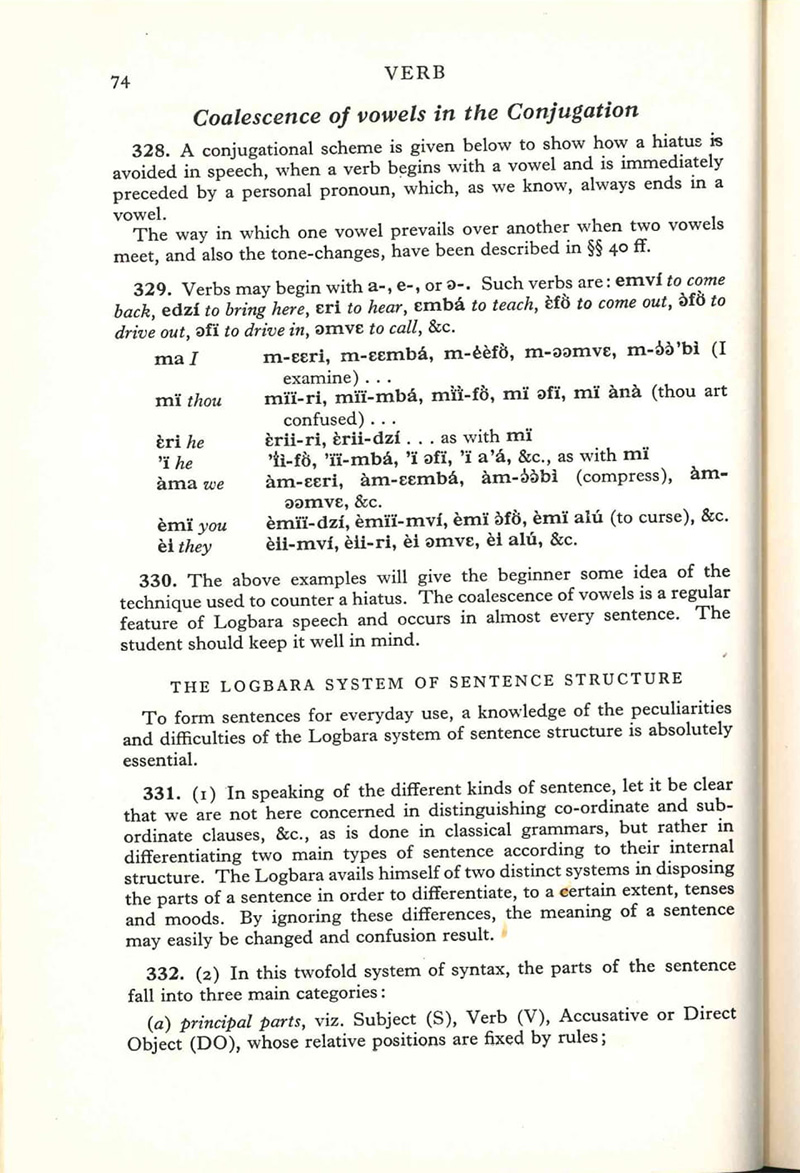 74
VERB
Coalescence of vowels in the Conjugation
328. A conjugational scheme is given below to show how a hiatus is
avoided in speech, when a verb begins with a vowel and is immediately
preceded by a personal pronoun, which, as we know, always ends in a
vowel.
The way in which one vowel prevails over another when two vowels
meet, and also the tone-changes, have been described in §§ 40 ff.
329. Verbs may begin with a-, e-, or ɔ-. Such verbs are: emví to come
back, edzí to bring here, ɛri to hear, ɛmbá to teach, ɛ̀fò̈ to come out, ɔ̀fò̈ to
drive out, ɔfï to drive in, ɔmvɛ to call, &c.
ma I m-ɛɛri, m-ɛɛmbá, m-ɛ́ɛ̀fò̈, m-ɔɔmvɛ, m-ɔ́ɔ̀'bì (I
examine) . . .
mï thou mïï-ri, mïï-mbá, mïï-fò̈, mï ɔfï, mï ànà (thou art
confused) . . .
ɛ̀ri he ɛ̀rii-ri, ɛ̀rii-dzí . . . as with mï
'ï he 'ïi-fò̈, 'ïï-mbá, 'ï ɔfï, 'ï a'á, &c., as with mï
àma we àm-ɛɛri, àm-ɛɛmbá, àm-ɔ́ɔ̀bì (compress), àm-
ɔɔmvɛ, &c.
èmï you èmïï-dzí, èmïï-mví, èmï ɔ̀fò̈, èmï alú (to curse), &c.
èi they èii-mví, èii-ri, èi ɔmvɛ, èi alú, &c.
330. The above examples will give the beginner some idea of the
technique used to counter a hiatus. The coalescence of vowels is a regular
feature of Logbara speech and occurs in almost every sentence. The
student should keep it well in mind.
THE LOGBARA SYSTEM OF SENTENCE STRUCTURE
To form sentences for everyday use, a knowledge of the peculiarities
and difficulties of the Logbara system of sentence structure is absolutely
essential.
331. (1) In speaking of the different kinds of sentence, let it be clear
that we are not here concerned in distinguishing co-ordinate and sub-
ordinate clauses, &c., as is done in classical grammars, but rather in
differentiating two main types of sentence according to their internal
structure. The Logbara avails himself of two distinct systems in disposing
the parts of a sentence in order to differentiate, to a certain extent, tenses
and moods. By ignoring these differences, the meaning of a sentence
may easily be changed and confusion result.
332. (2) In this twofold system of syntax, the parts of the sentence
fall into three main categories:
(a) principal parts, viz. Subject (S), Verb (V), Accusative or Direct
Object (DO), whose relative positions are fixed by rules;